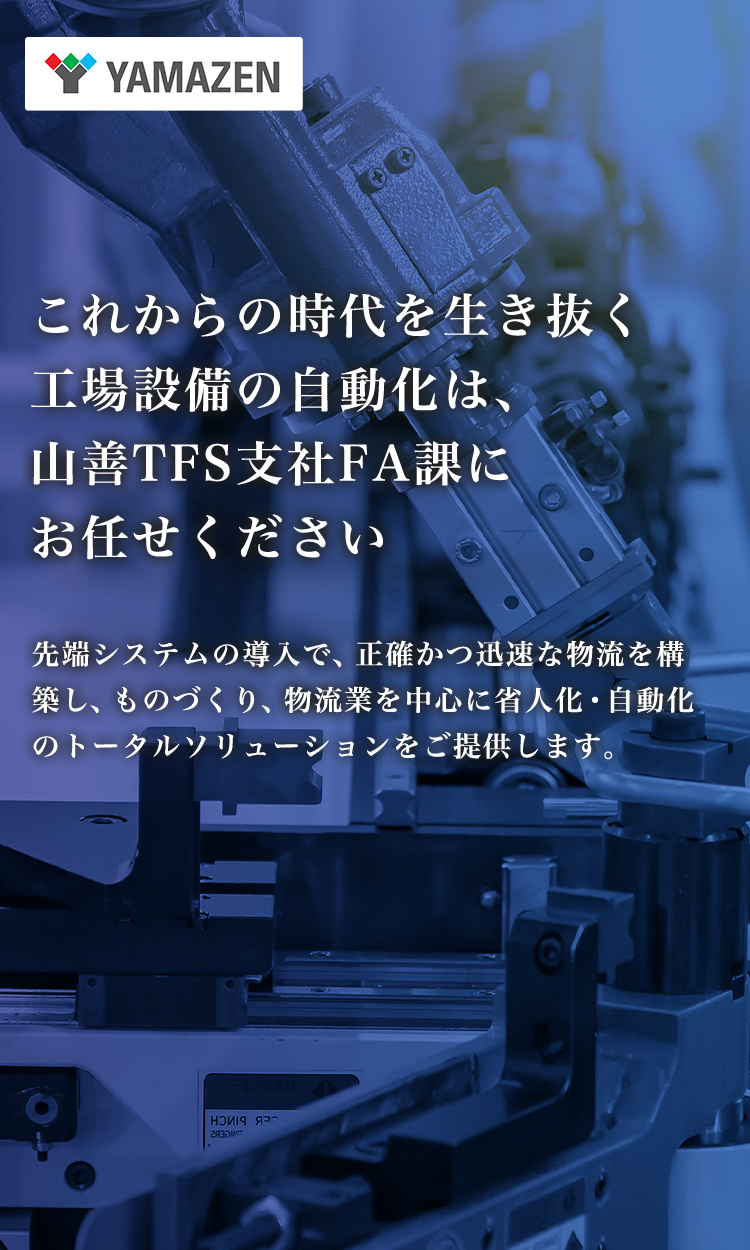 YAMAZEN
これからの時代を生き抜く
工場設備の自動化は、
山善TFS支社FA課に
お任せください
先端システムの導入で、正確かつ迅速な物流を構
築し、ものづくり、物流業を中心に省人化・自動化
のトータルソリューションをご提供します。
PINCH
FINGERS